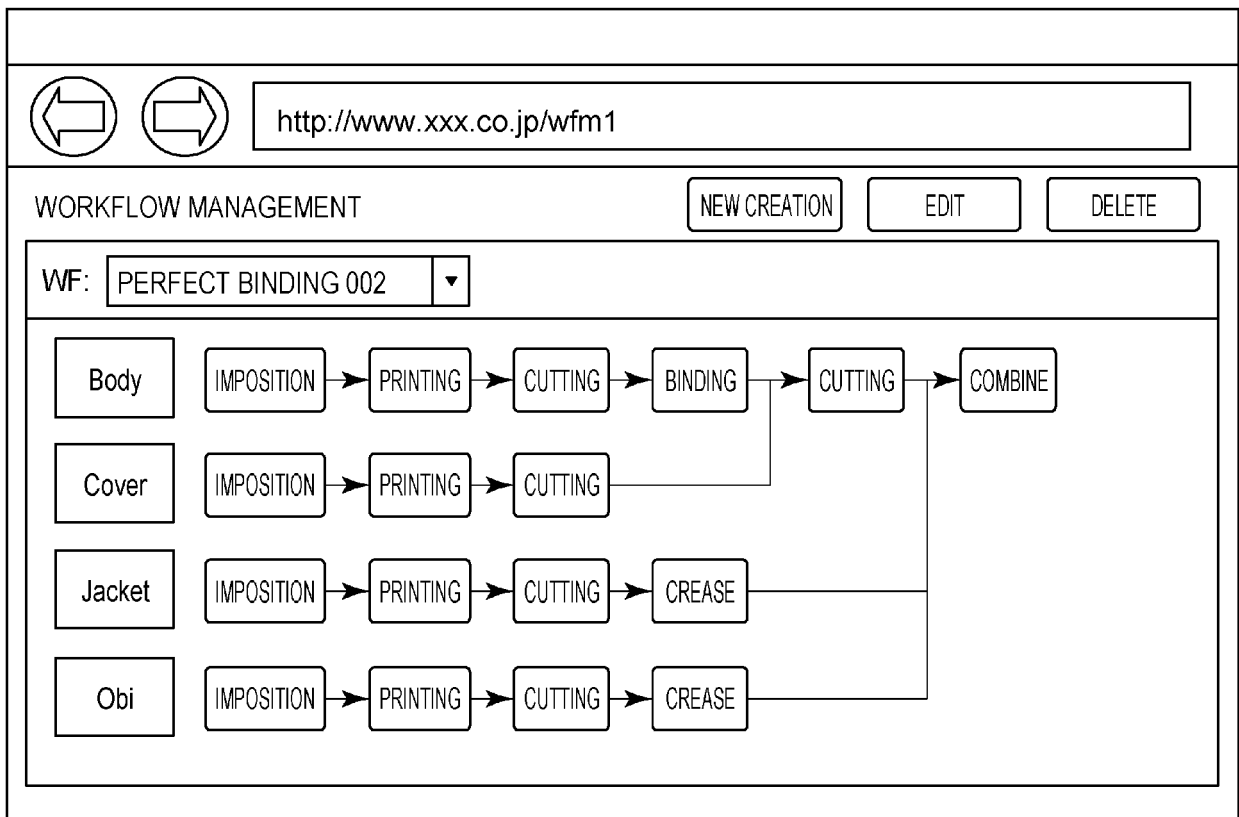 http://www.xxx.co.jp/wfm1
WORKFLOW MANAGEMENT NEW CREATION EDIT DELETE
WF: PERFECT BINDING 002
Body IMPOSITION PRINTING CUTTING BINDING CUTTING COMBINE
Cover IMPOSITION PRINTING CUTTING
Jacket IMPOSITION PRINTING CUTTING CREASE
Obi IMPOSITION PRINTING CUTTING CREASE